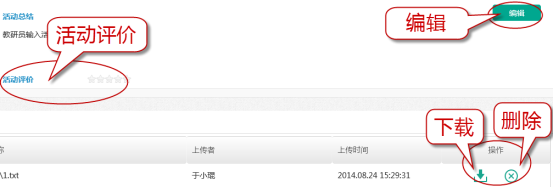 活动总结
编辑
编辑
教研员输入活
活动评价
活动评价
下载
删除
称
上传者
上传时间
操作
\1.txt
于小琨
2014.08.24 15:29:31